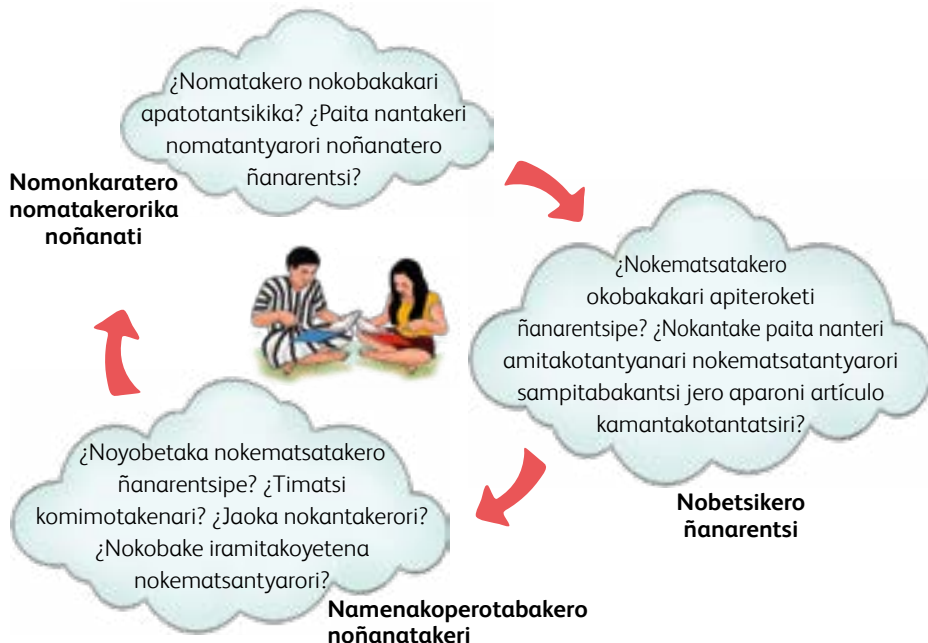 ¿Nomatakero nokobakakari
apatotantsikika? ¿Paita nantakeri
nomatantyarori noñanatero
ñanarentsi?
Nomonkaratero
nomatakerorika
noñanati
¿Nokematsatakero
okobakakari apiteroketi
ñanarentsipe? ¿Nokantake paita nanteri
amitakotantyanari nokematsatantyarori
sampitabakantsi jero aparoni artículo
kamantakotantatsiri?
Nobetsikero
ñanarentsi
¿Noyobetaka nokematsatakero
ñanarentsipe? ¿Timatsi
komimotakenari? ¿Jaoka nokantakerori?
¿Nokobake iramitakoyetena
nokematsantyarori?
Namenakoperotabakero
noñanatakeri